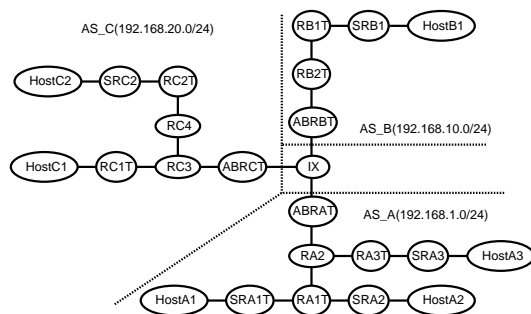 AS_C(192.168.20.0/24)
RB1T SRB1 HostB1
HostC2 SRC2 RC2T
RB2T
RC4
ABRBT
AS_B(192.168.10.0/24)
HostC1 RC1T RC3 ABRCT IX
ABRAT
AS_A(192.168.1.0/24)
RA2 RA3T SRA3 HostA3
HostA1 SRA1T RA1T SRA2 HostA2